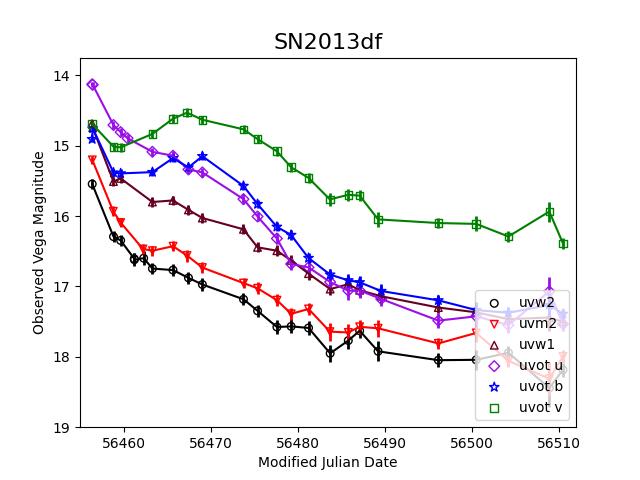 SN2013df
Observed Vega Magnitude
14
15
16
17
18
19
56460 56470 56480 56490 56500 56510
Modified Julian Date
uvw2
uvm2
uvw1
uvot u
uvot b
uvot v